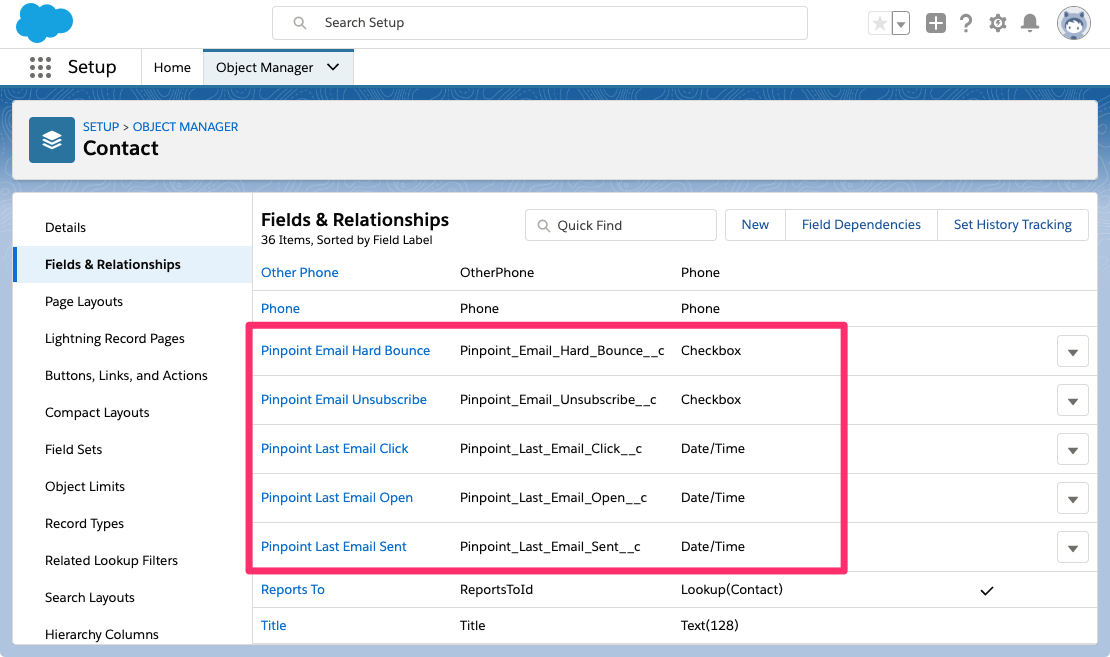 Search Setup
Setup Home Object Manager
SETUP > OBJECT MANAGER
Contact
Details
Fields & Relationships
Page Layouts
Lightning Record Pages
Buttons, Links, and Actions
Compact Layouts
Field Sets
Object Limits
Record Types
Related Lookup Filters
Search Layouts
Hierarchy Columns
Fields & Relationships
36 Items, Sorted by Field Label
Quick Find
New Field Dependencies Set History Tracking
Other Phone OtherPhone Phone
Phone Phone Phone
Pinpoint Email Hard Bounce Pinpoint_Email_Hard_Bounce__c Checkbox
Pinpoint Email Unsubscribe Pinpoint_Email_Unsubscribe__c Checkbox
Pinpoint Last Email Click Pinpoint_Last_Email_Click__c Date/Time
Pinpoint Last Email Open Pinpoint_Last_Email_Open__c Date/Time
Pinpoint Last Email Sent Pinpoint_Last_Email_Sent__c Date/Time
Reports To ReportsToId Lookup(Contact)
Title Title Text(128)